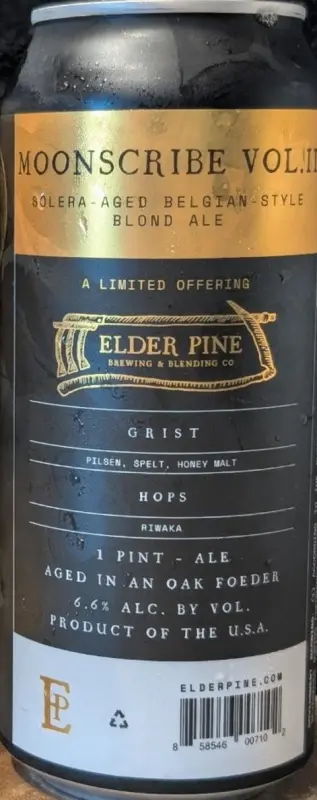 MOONSCRIBE VOL.II
SOLERA-AGED BELGIAN-STYLE
BLOND ALE
A LIMITED OFFERING
ELDER PINE
BREWING & BLENDING CO
GRIST
PILSEN, SPELT, HONEY MALT
HOPS
RIWAKA
1 PINT - ALE
AGED IN AN OAK FOEDER
6.6% ALC. BY VOL.
PRODUCT OF THE U.S.A.
EP
ELDERPINE.COM
8 58546 00710 2